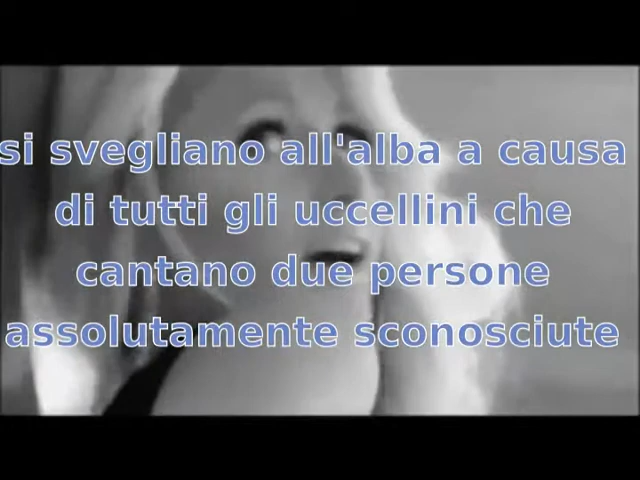 si svegliano all'alba a causa
di tutti gli uccellini che
cantano due persone
assolutamente sconosciute